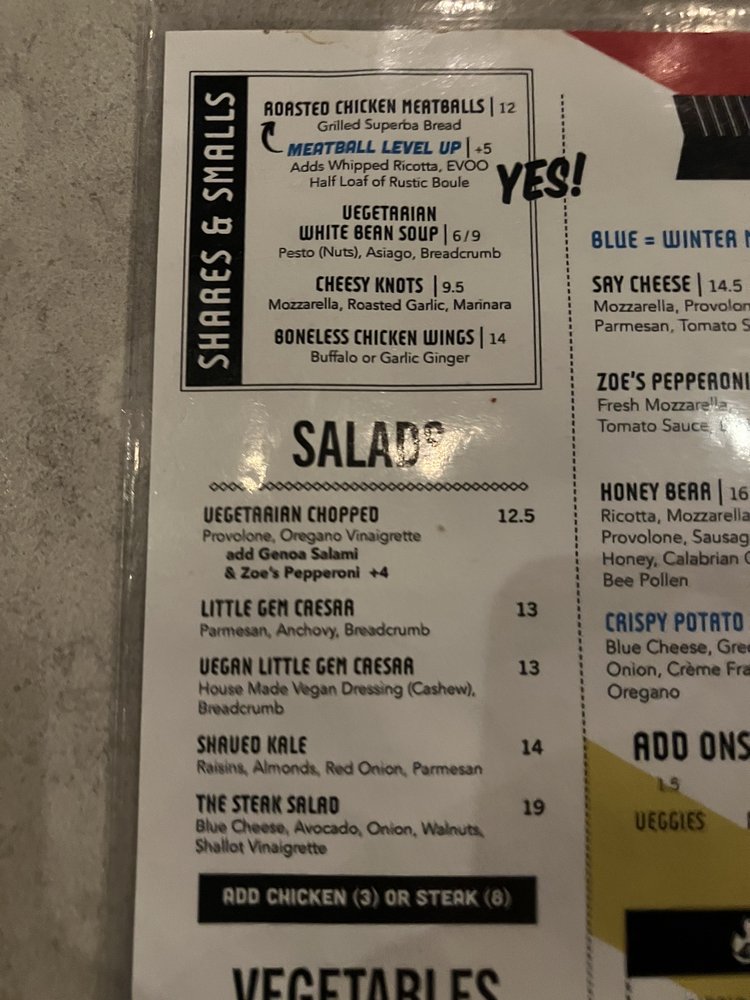 SHARES & SMALLS
ROASTED CHICKEN MEATBALLS | 12
Grilled Superba Bread
MEATBALL LEVEL UP | +5
Adds Whipped Ricotta, EVOO
Half Loaf of Rustic Boule
YES!
VEGETARIAN
WHITE BEAN SOUP | 6/9
Pesto (Nuts), Asiago, Breadcrumb
CHEESY KNOTS | 9.5
Mozzarella, Roasted Garlic, Marinara
BONELESS CHICKEN WINGS | 14
Buffalo or Garlic Ginger
SALADS
VEGETARIAN CHOPPED 12.5
Provolone, Oregano Vinaigrette
add Genoa Salami
& Zoe's Pepperoni +4
LITTLE GEM CAESAR 13
Parmesan, Anchovy, Breadcrumb
VEGAN LITTLE GEM CAESAR 13
House Made Vegan Dressing (Cashew),
Breadcrumb
SHAVED KALE 14
Raisins, Almonds, Red Onion, Parmesan
THE STEAK SALAD 19
Blue Cheese, Avocado, Onion, Walnuts,
Shallot Vinaigrette
ADD CHICKEN (3) OR STEAK (8)
VEGETABLES
BLUE = WINTER
SAY CHEESE | 14.5
Mozzarella, Provolon
Parmesan, Tomato S
ZOE'S PEPPERONI
Fresh Mozzarella,
Tomato Sauce,
HONEY BEAR | 16
Ricotta, Mozzarella
Provolone, Sausag
Honey, Calabrian C
Bee Pollen
CRISPY POTATO
Blue Cheese, Gree
Onion, Crème Fra
Oregano
ADD ONS
1.5
VEGGIES